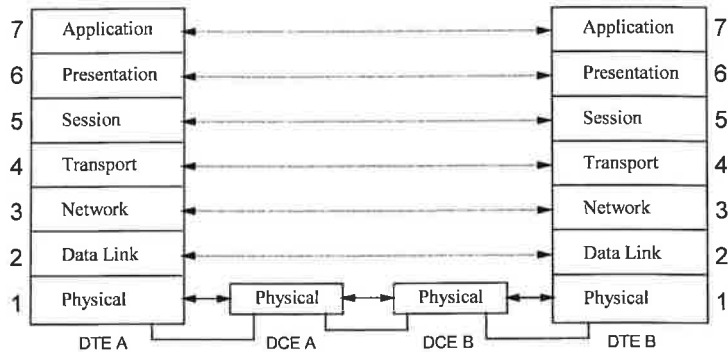 7 Application Application 7
6 Presentation Presentation 6
5 Session Session 5
4 Transport Transport 4
3 Network Network 3
2 Data Link Data Link 2
1 Physical Physical Physical Physical 1
DTE A DCE A DCE B DTE B